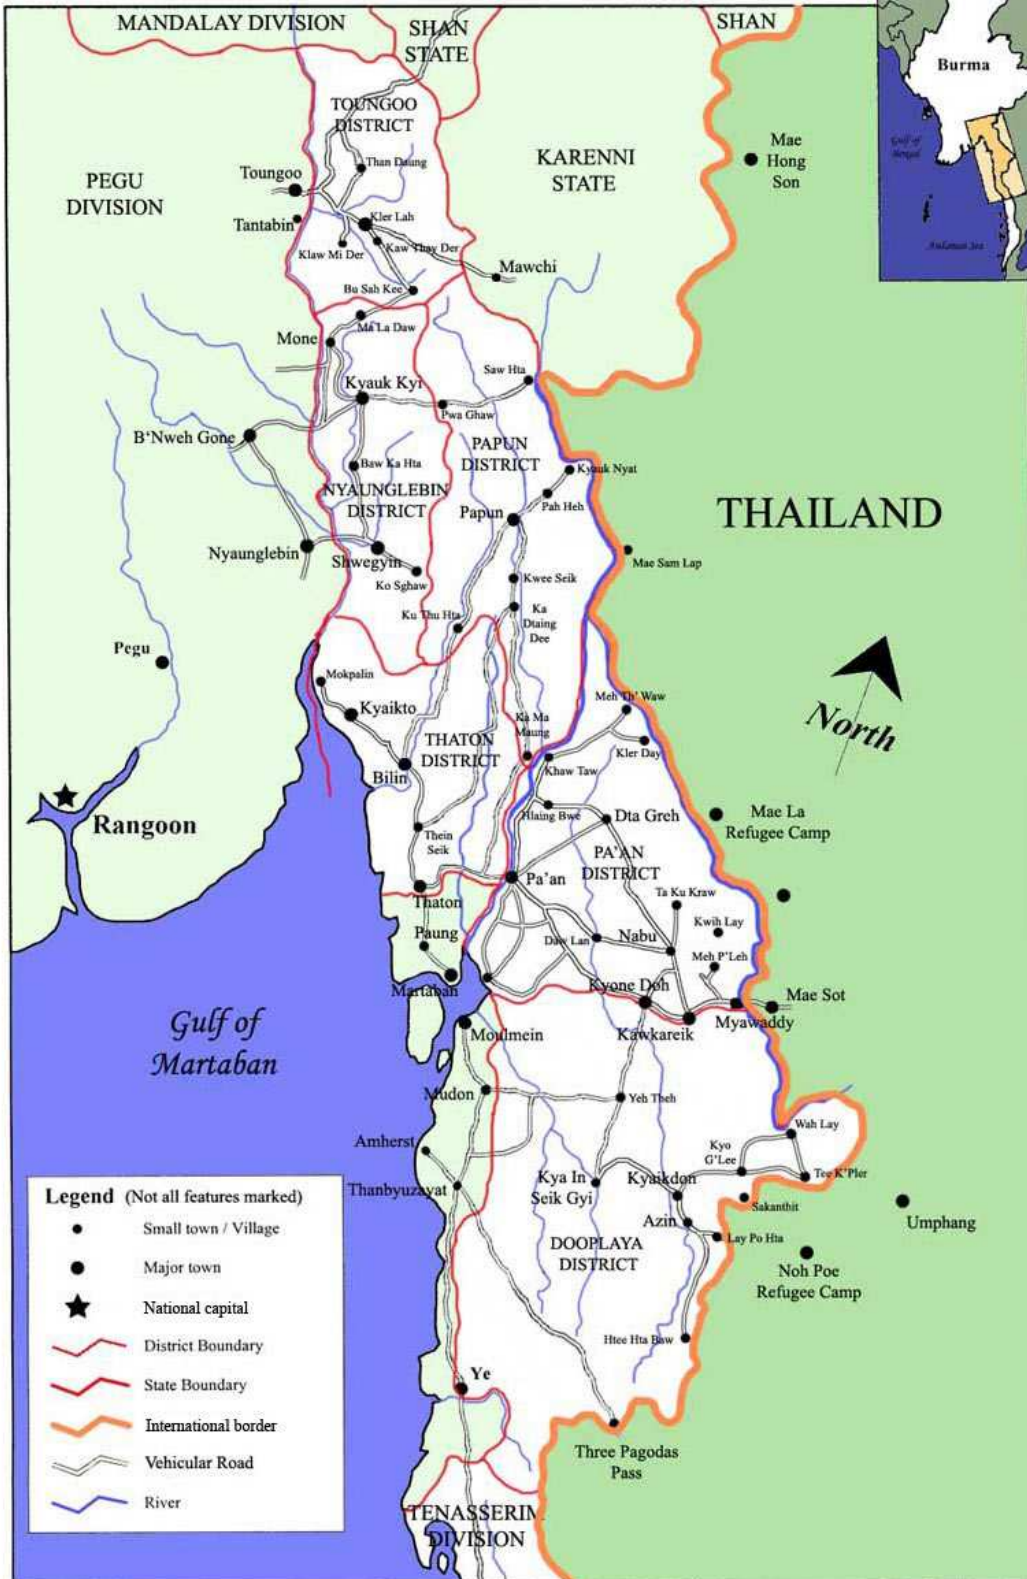 MANDALAY DIVISION
SHAN
STATE
SHAN
Burma
Gulf of
Bengal
Andaman Sea
TOUNGOO
DISTRICT
Than Daung
Toungoo
Tantabin
Kler Lah
Klaw Mi Der
Kaw Thay Der
Bu Sah Kee
Mawchi
PEGU
DIVISION
KARENNI
STATE
Mae
Hong
Son
Ma La Daw
Mone
Saw Hta
Kyauk Kyi
Pwa Ghaw
B'Nweh Gone
PAPUN
DISTRICT
Baw Ka Hta
Kyauk Nyat
NYAUNGLEBIN
DISTRICT
Pah Heh
Papun
THAILAND
Nyaunglebin
Shwegyin
Mae Sam Lap
Ko Sghaw
Kwee Seik
Ku Thu Hta
Ka
Dtaing
Dee
Pegu
Mokpalin
Kyaikto
Meh Th' Waw
North
Ka Ma
Maung
THATON
DISTRICT
Kler Day
Bilin
Khaw Taw
Rangoon
Hlaing Bwe
Dta Greh
Mae La
Refugee Camp
Thein
Seik
PA'AN
DISTRICT
Pa'an
Ta Ku Kraw
Thaton
Kwih Lay
Paung
Daw Lan
Nabu
Meh P'Leh
Martaban
Kyone Doh
Mae Sot
Gulf of
Martaban
Moulmein
Kawkareik
Myawaddy
Mudon
Yeh Theh
Wah Lay
Amherst
Kyo
G'Lee
Thanbyuzayat
Kya In
Seik Gyi
Kyaikdon
Tee K'Pler
Sakanthit
Umphang
Azin
Lay Po Hta
DOOPLAYA
DISTRICT
Noh Poe
Refugee Camp
Htee Hta Baw
Ye
Three Pagodas
Pass
TENASSERIM
DIVISION
Legend (Not all features marked)
Small town / Village
Major town
National capital
District Boundary
State Boundary
International border
Vehicular Road
River